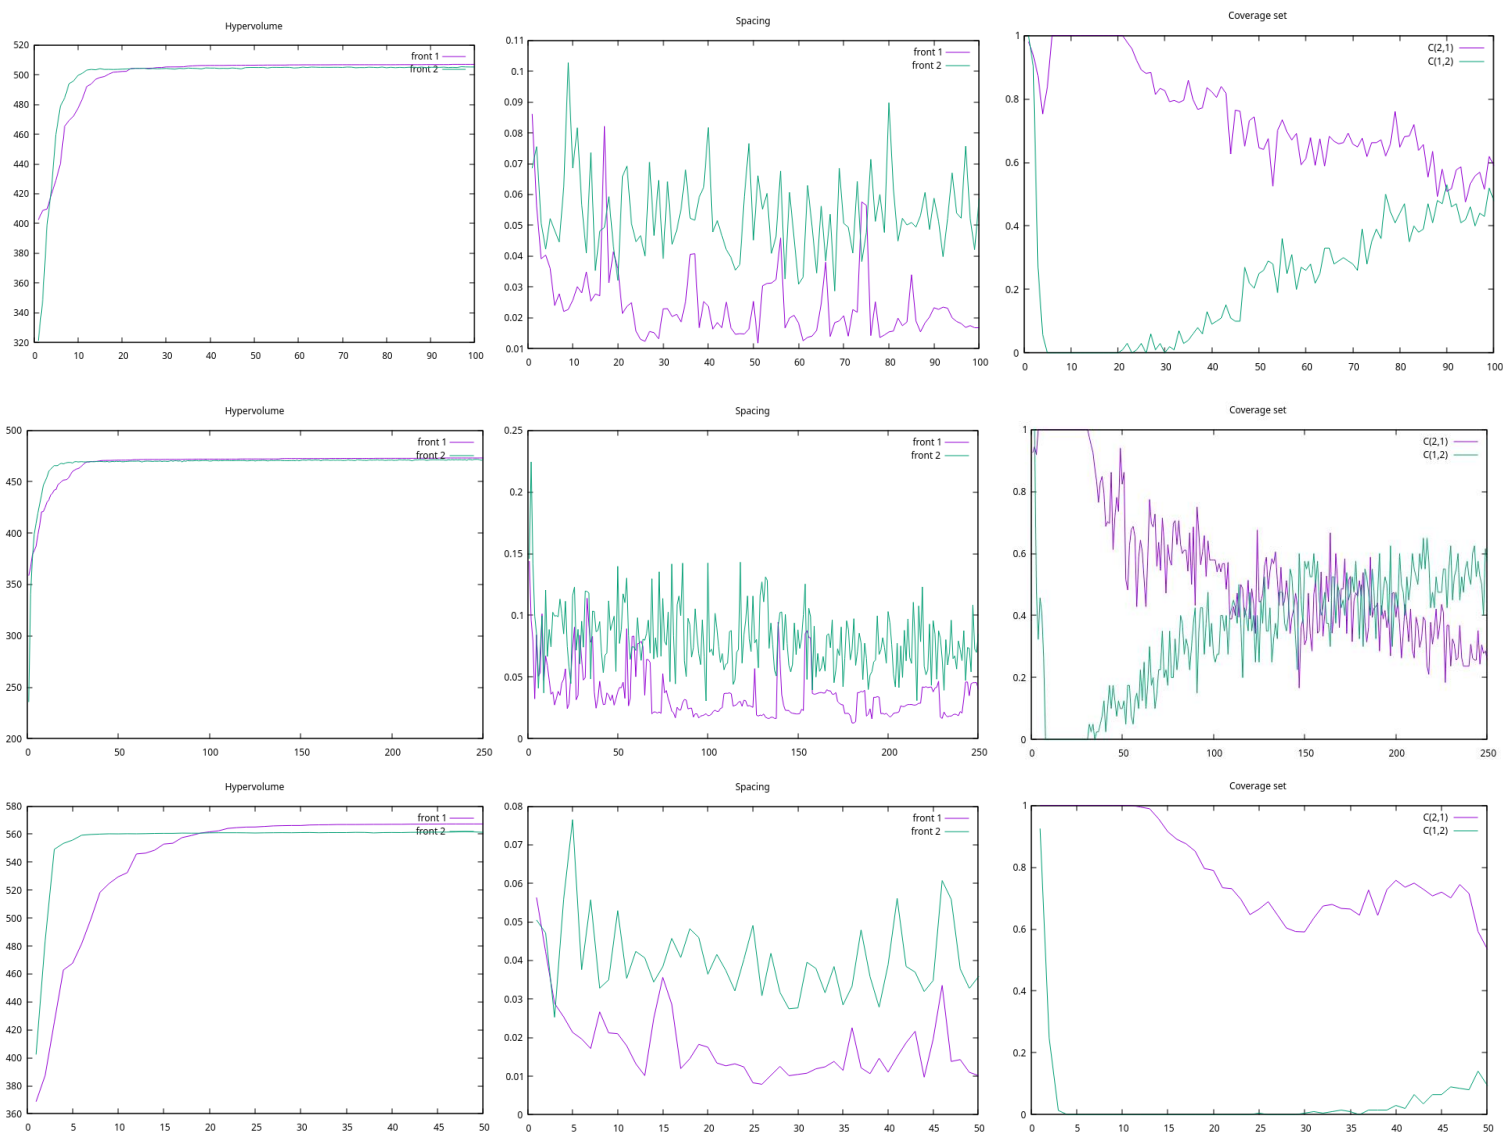 Hypervolume
520
500
480
460
440
420
400
380
360
340
320
0 10 20 30 40 50 60 70 80 90 100
front 1
front 2
Spacing
0.11
0.1
0.09
0.08
0.07
0.06
0.05
0.04
0.03
0.02
0.01
0 10 20 30 40 50 60 70 80 90 100
front 1
front 2
Coverage set
1
0.8
0.6
0.4
0.2
0
0 10 20 30 40 50 60 70 80 90 100
C(2,1)
C(1,2)
Hypervolume
500
450
400
350
300
250
200
0 50 100 150 200 250
front 1
front 2
Spacing
0.25
0.2
0.15
0.1
0.05
0
0 50 100 150 200 250
front 1
front 2
Coverage set
1
0.8
0.6
0.4
0.2
0
0 50 100 150 200 250
C(2,1)
C(1,2)
Hypervolume
580
560
540
520
500
480
460
440
420
400
380
360
0 5 10 15 20 25 30 35 40 45 50
front 1
front 2
Spacing
0.08
0.07
0.06
0.05
0.04
0.03
0.02
0.01
0
0 5 10 15 20 25 30 35 40 45 50
front 1
front 2
Coverage set
1
0.8
0.6
0.4
0.2
0
0 5 10 15 20 25 30 35 40 45 50
C(2,1)
C(1,2)